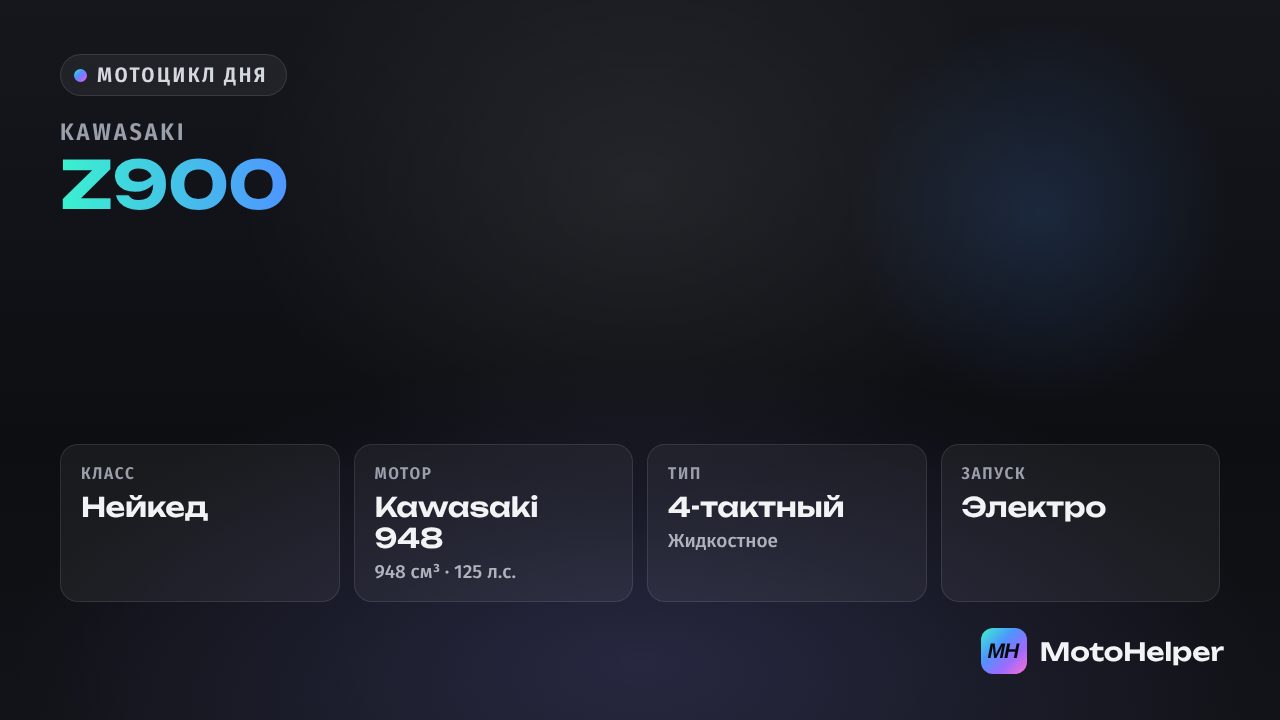 МОТОЦИКЛ ДНЯ
KAWASAKI
Z900
КЛАСС
Нейкед
МОТОР
Kawasaki
948
948 см³ · 125 л.с.
ТИП
4-тактный
Жидкостное
ЗАПУСК
Электро
MH MotoHelper